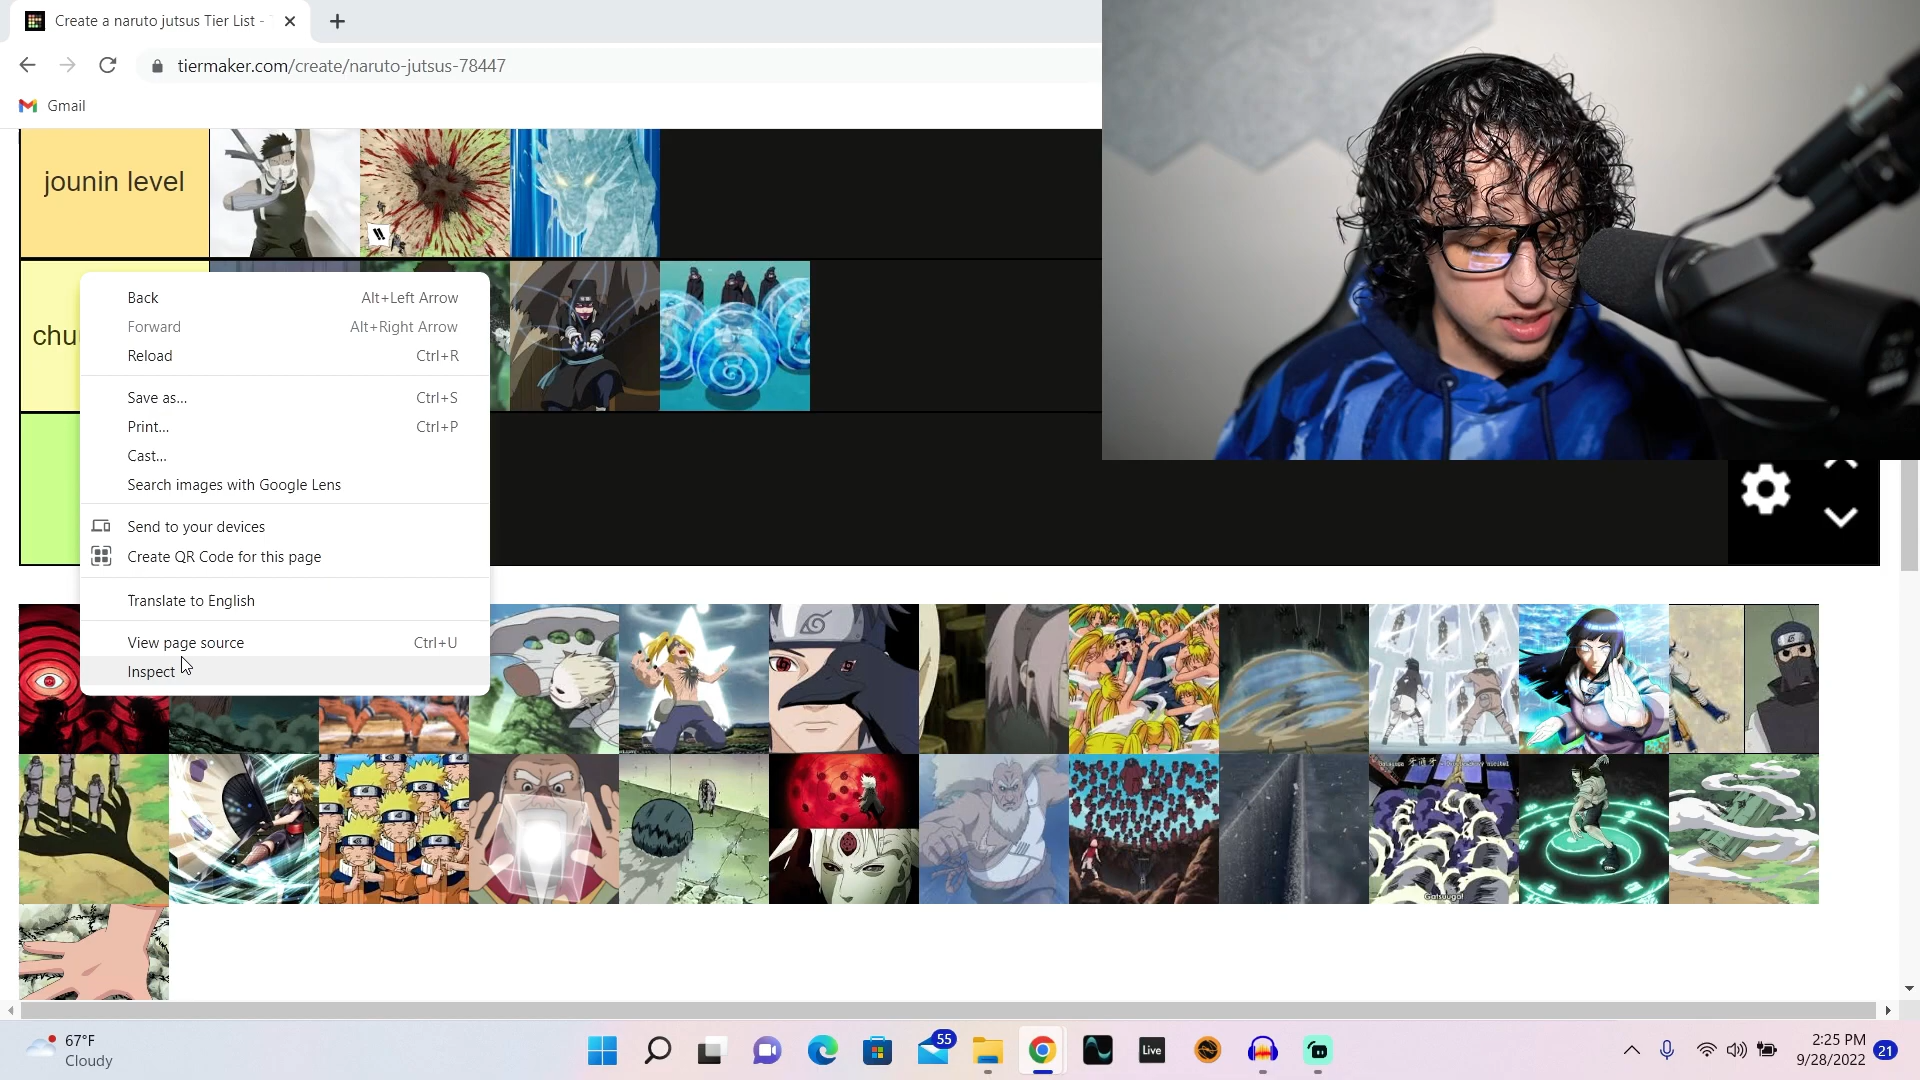 Create a naruto jutsus Tier List -
tiermaker.com/create/naruto-jutsus-78447
Gmail
jounin level
chu
Back Alt+Left Arrow
Forward Alt+Right Arrow
Reload Ctrl+R
Save as... Ctrl+S
Print... Ctrl+P
Cast...
Search images with Google Lens
Send to your devices
Create QR Code for this page
Translate to English
View page source Ctrl+U
Inspect
Gatsuuga!
67°F
Cloudy
55
Live
2:25 PM
9/28/2022
21